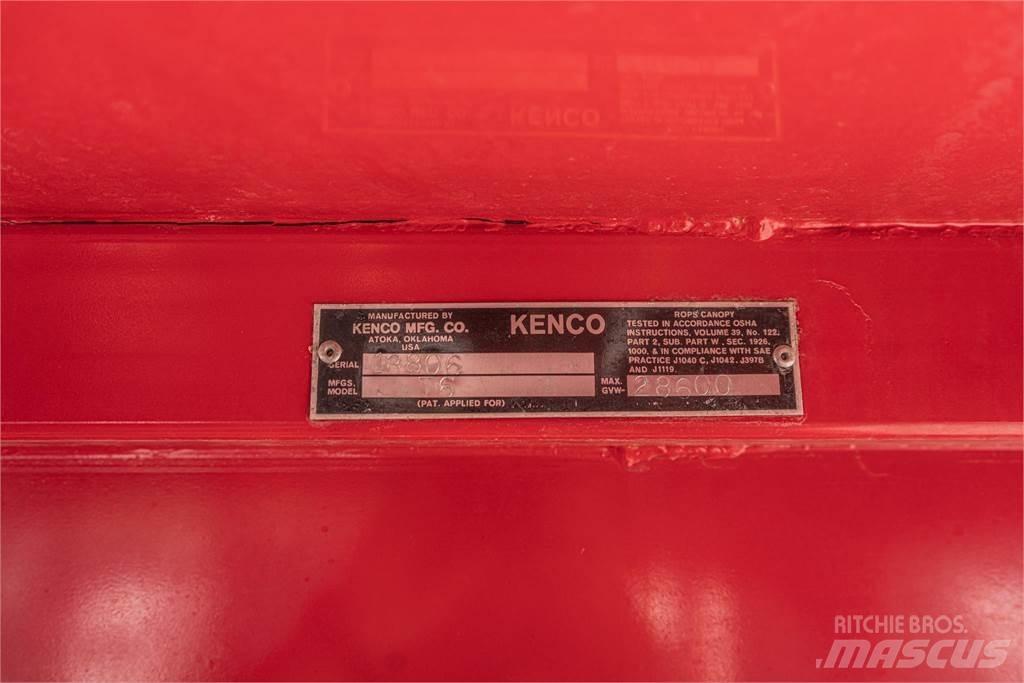 MANUFACTURED BY
KENCO MFG. CO.
ATOKA, OKLAHOMA
USA
SERIAL
MFGS.
MODEL T6
(PAT. APPLIED FOR)
KENCO
ROPS CANOPY
TESTED IN ACCORDANCE OSHA
INSTRUCTIONS, VOLUME 39, No. 122,
PART 2, SUB. PART W. SEC. 1926,
1000, & IN COMPLIANCE WITH SAE
PRACTICE J1040 C, J1042. J397B
AND J1119.
MAX.
GVW- 28600
RITCHIE BROS.
MASCUS